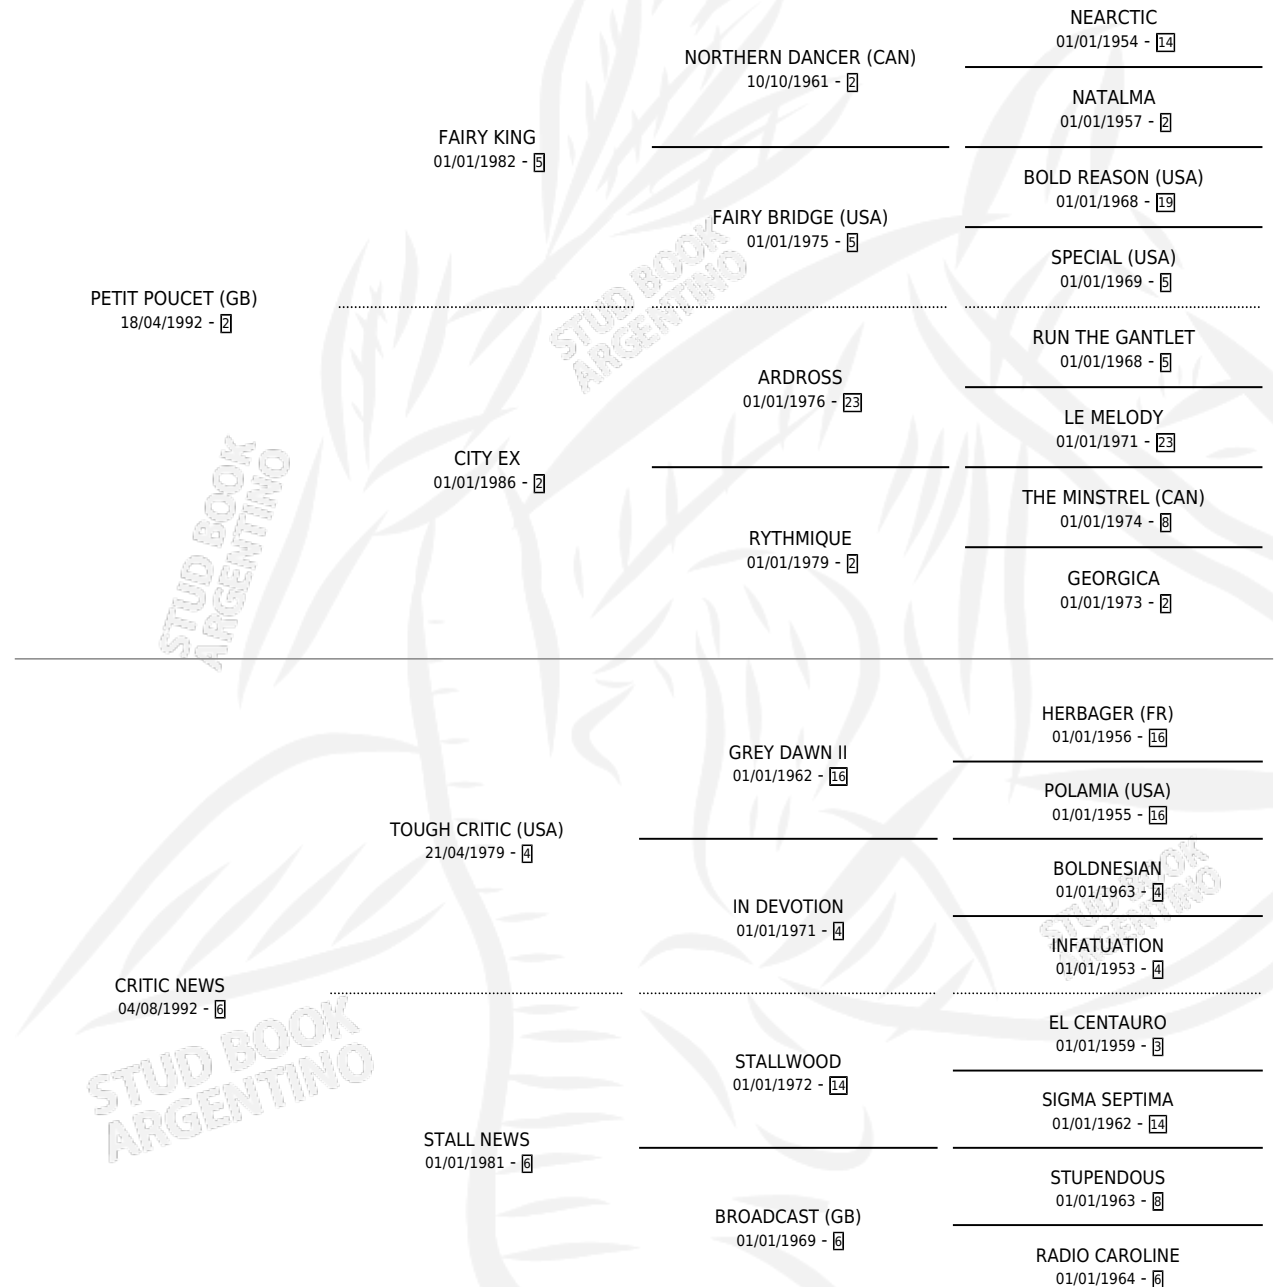 NEARCTIC
01/01/1954 - 14
NORTHERN DANCER (CAN)
10/10/1961 - 2
NATALMA
01/01/1957 - 2
FAIRY KING
01/01/1982 - 5
BOLD REASON (USA)
01/01/1968 - 19
FAIRY BRIDGE (USA)
01/01/1975 - 5
SPECIAL (USA)
01/01/1969 - 5
PETIT POUCET (GB)
18/04/1992 - 2
STUD BOOK
ARGENTINO
RUN THE GANTLET
01/01/1968 - 5
ARDROSS
01/01/1976 - 23
LE MELODY
01/01/1971 - 23
CITY EX
01/01/1986 - 2
THE MINSTREL (CAN)
01/01/1974 - 8
RYTHMIQUE
01/01/1979 - 2
GEORGICA
01/01/1973 - 2
STUD BOOK
ARGENTINO
HERBAGER (FR)
01/01/1956 - 16
GREY DAWN II
01/01/1962 - 16
POLAMIA (USA)
01/01/1955 - 16
TOUGH CRITIC (USA)
21/04/1979 - 4
BOLDNESIAN
01/01/1963 - 4
IN DEVOTION
01/01/1971 - 4
INFATUATION
01/01/1953 - 4
STUD BOOK
ARGENTINO
CRITIC NEWS
04/08/1992 - 6
EL CENTAURO
01/01/1959 - 3
STALLWOOD
01/01/1972 - 14
SIGMA SEPTIMA
01/01/1962 - 14
STUD BOOK
ARGENTINO
STALL NEWS
01/01/1981 - 6
STUPENDOUS
01/01/1963 - 8
BROADCAST (GB)
01/01/1969 - 6
RADIO CAROLINE
01/01/1964 - 6